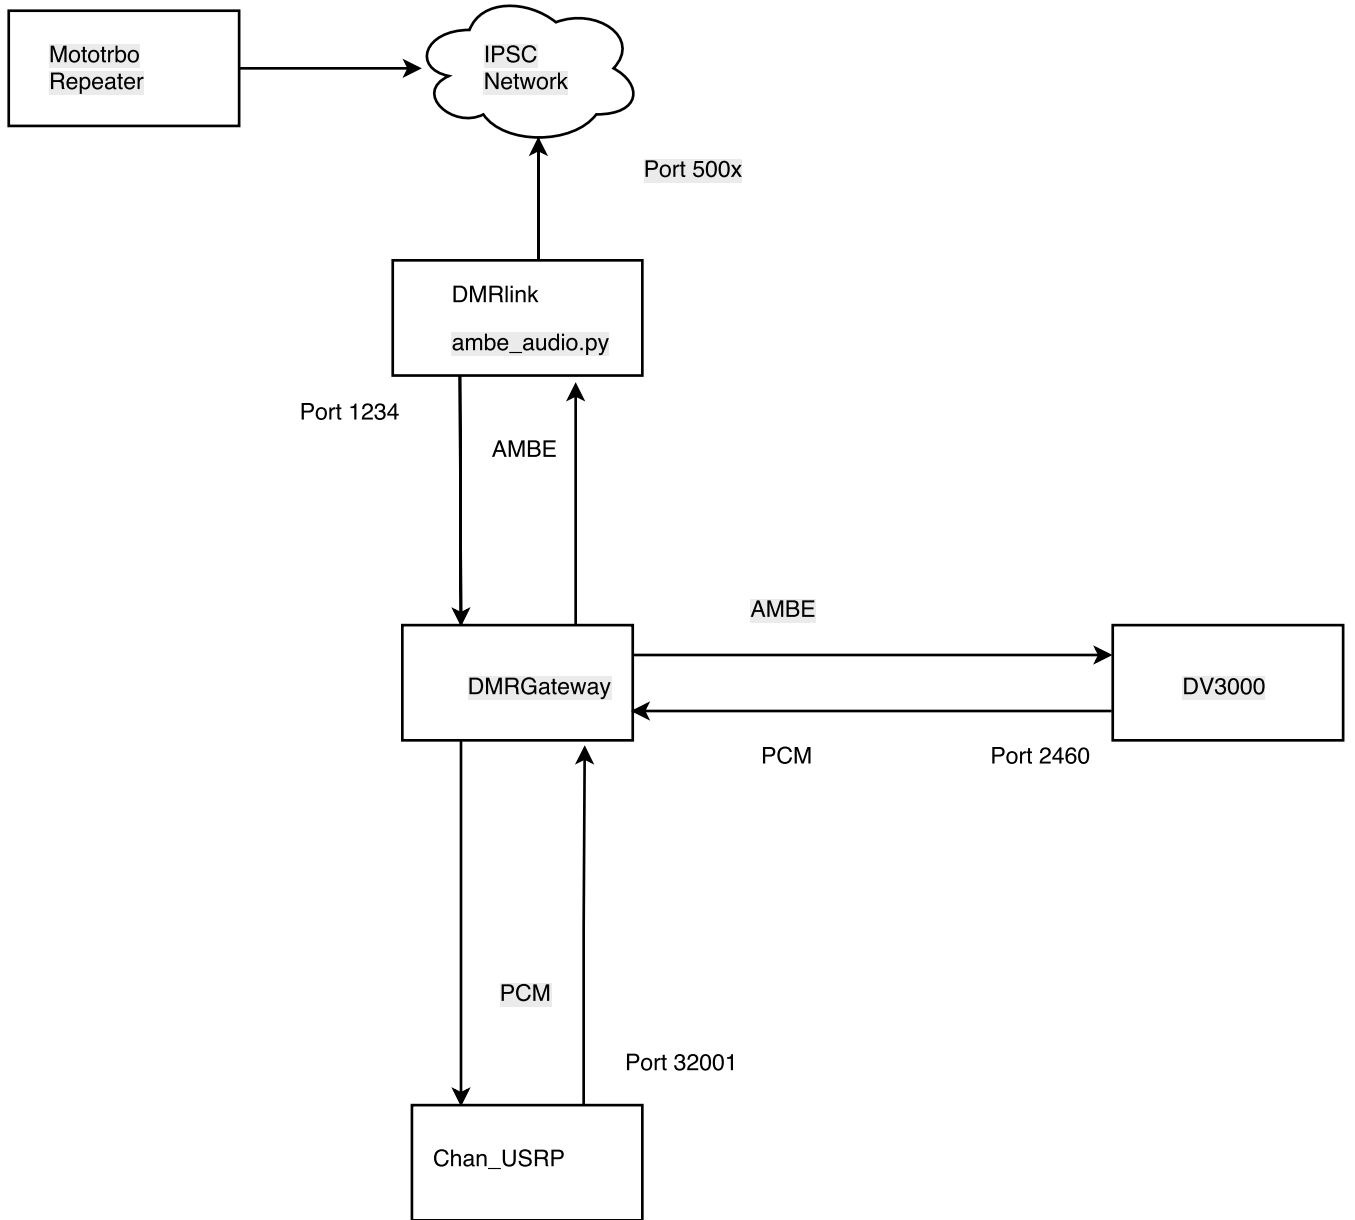 Mototrbo
Repeater
IPSC
Network
Port 500x
DMRlink
ambe_audio.py
Port 1234
AMBE
AMBE
DMRGateway
DV3000
PCM
Port 2460
PCM
Port 32001
Chan_USRP